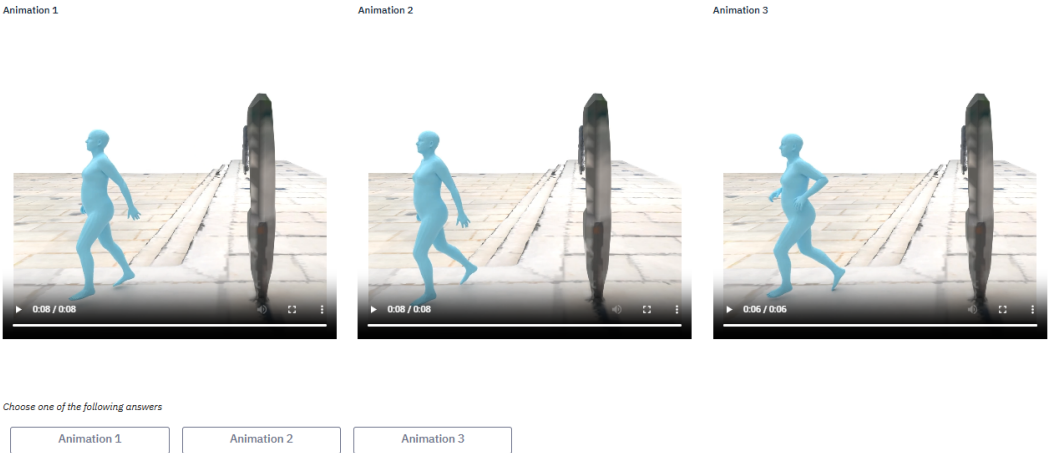 Animation 1 Animation 2 Animation 3
0:08 / 0:08 0:08 / 0:08 0:06 / 0:06
Choose one of the following answers
Animation 1 Animation 2 Animation 3